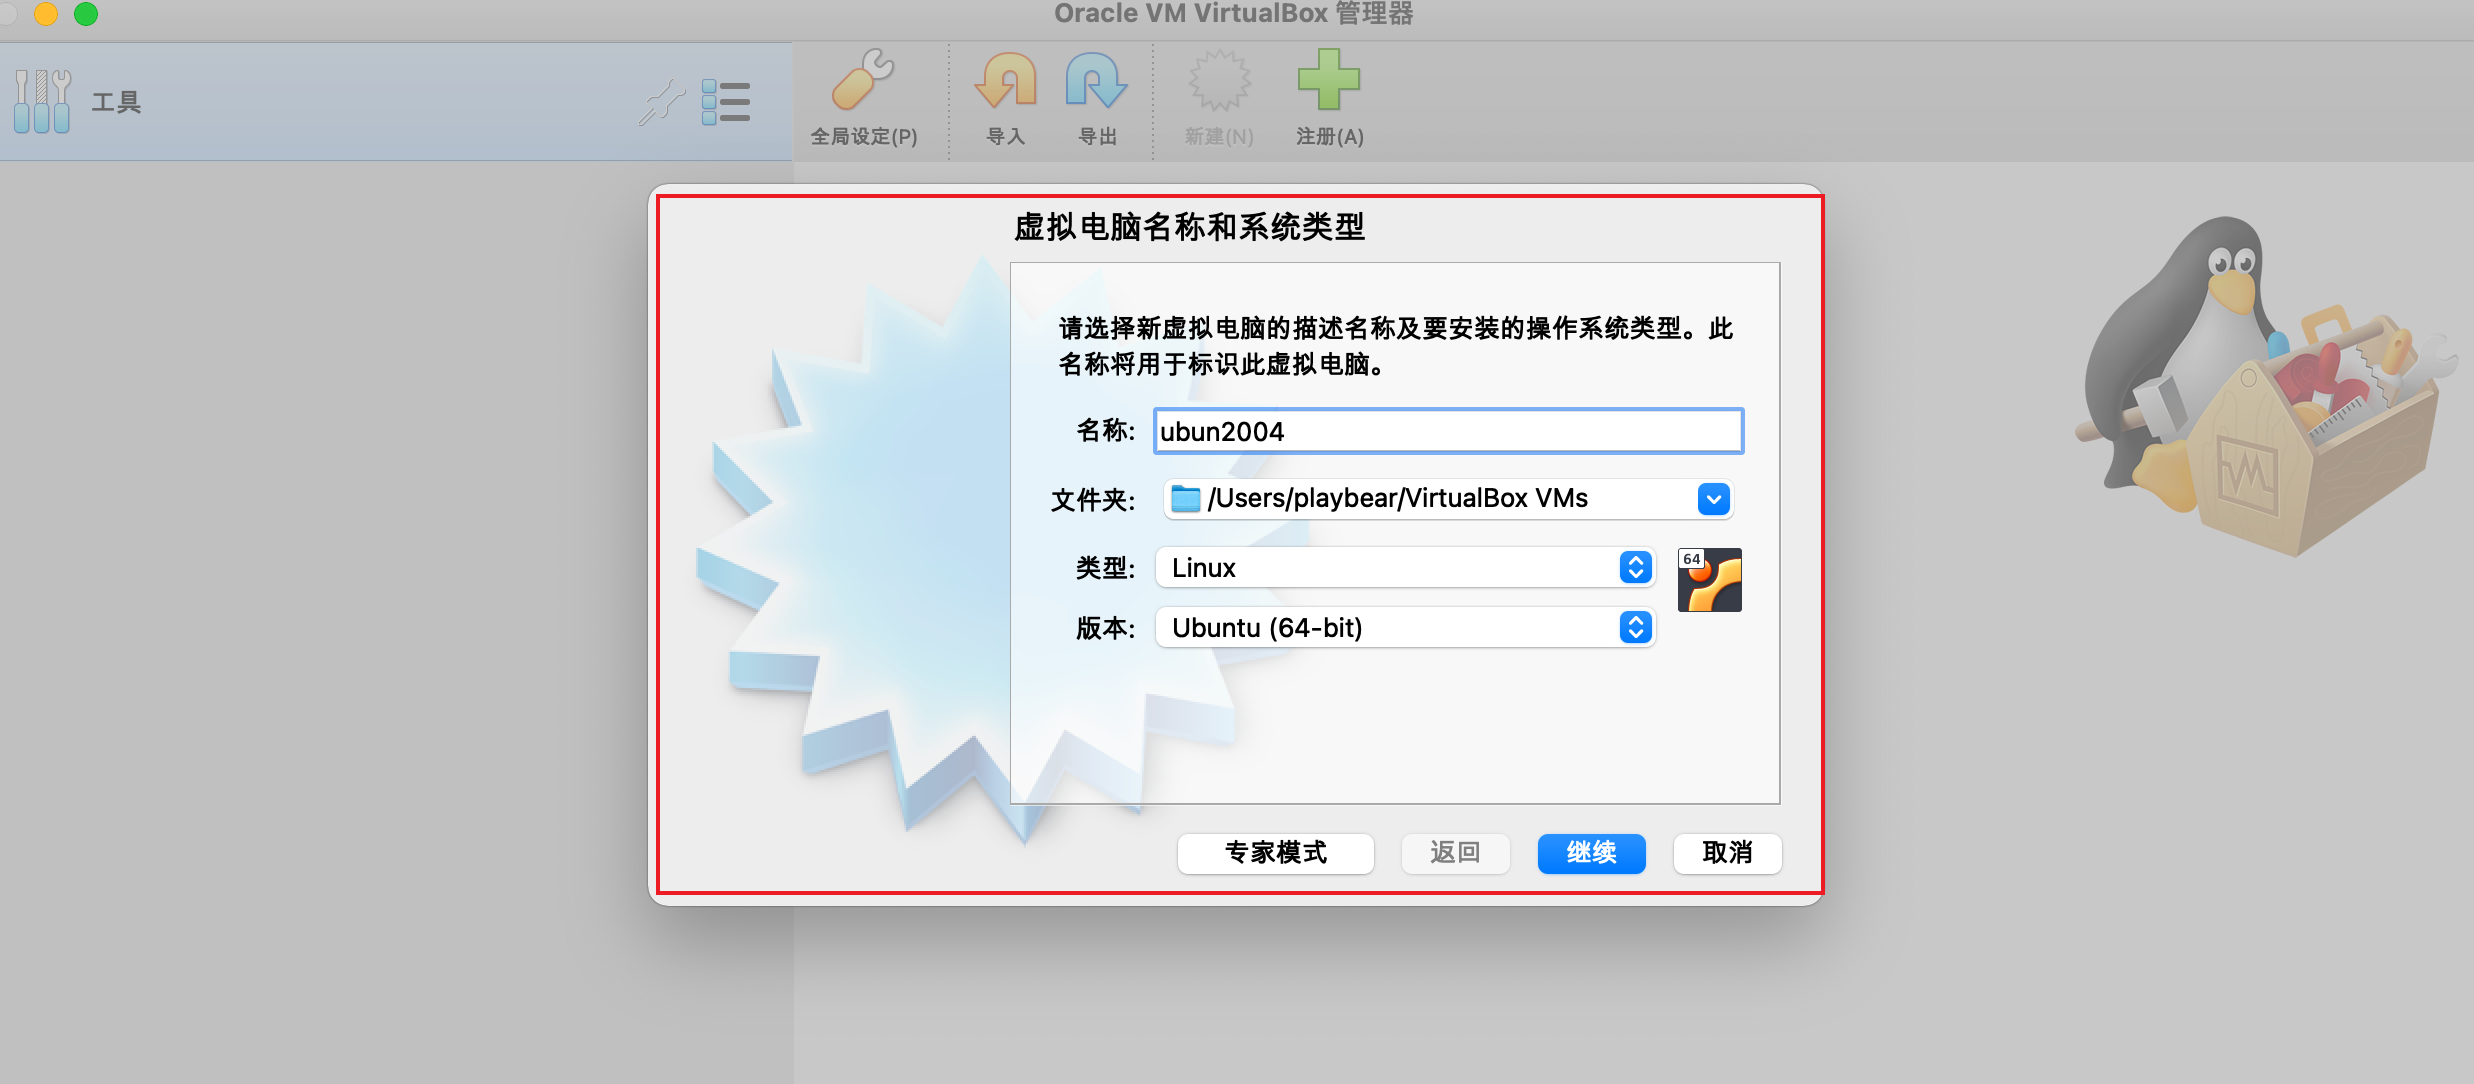 Oracle VM VirtualBox 管理器
工具
全局设定(P)
导入
导出
新建(N)
注册(A)
虚拟电脑名称和系统类型
请选择新虚拟电脑的描述名称及要安装的操作系统类型。此
名称将用于标识此虚拟电脑。
名称: ubun2004
文件夹: /Users/playbear/VirtualBox VMs
类型: Linux
64
版本: Ubuntu (64-bit)
专家模式
返回
继续
取消